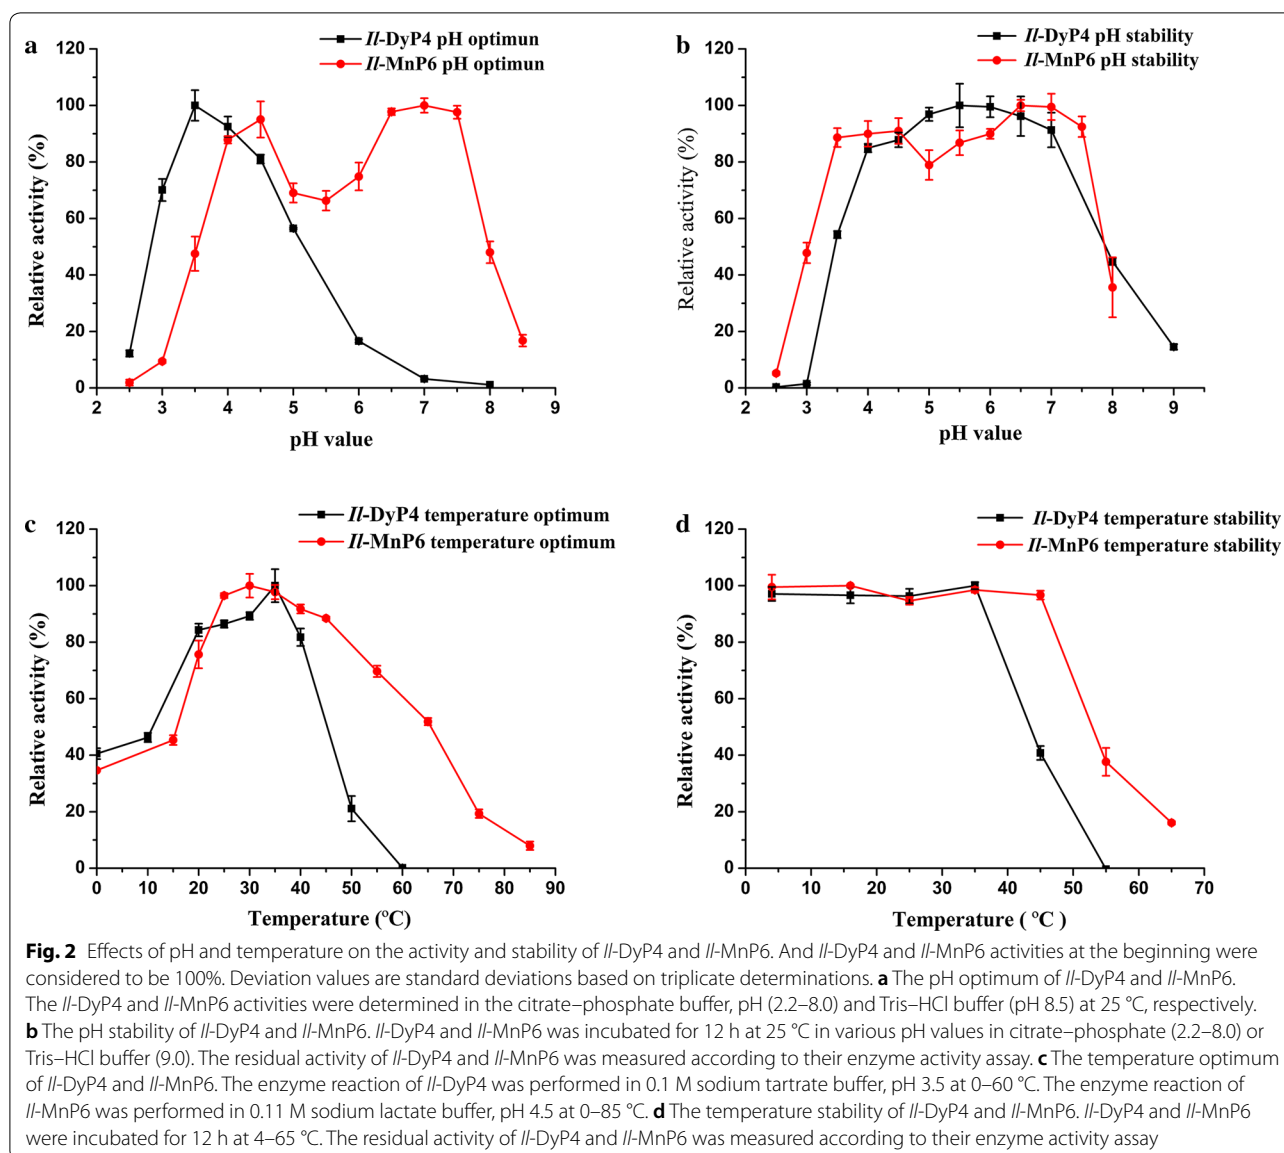 a
Il-DyP4 pH optimun
Il-MnP6 pH optimun
120
100
80
60
40
20
0
Relative activity (%)
2 3 4 5 6 7 8 9
pH value
b
Il-DyP4 pH stability
Il-MnP6 pH stability
120
100
80
60
40
20
0
Relative activity (%)
2 3 4 5 6 7 8 9
pH value
c
Il-DyP4 temperature optimum
Il-MnP6 temperature optimum
120
100
80
60
40
20
0
Relative activity (%)
0 10 20 30 40 50 60 70 80 90
Temperature (°C)
d
Il-DyP4 temperature stability
Il-MnP6 temperature stability
120
100
80
60
40
20
0
Relative activity (%)
0 10 20 30 40 50 60 70
Temperature ( °C )
Fig. 2 Effects of pH and temperature on the activity and stability of Il-DyP4 and Il-MnP6. And Il-DyP4 and Il-MnP6 activities at the beginning were
considered to be 100%. Deviation values are standard deviations based on triplicate determinations. a The pH optimum of Il-DyP4 and Il-MnP6.
The Il-DyP4 and Il-MnP6 activities were determined in the citrate–phosphate buffer, pH (2.2–8.0) and Tris–HCl buffer (pH 8.5) at 25 °C, respectively.
b The pH stability of Il-DyP4 and Il-MnP6. Il-DyP4 and Il-MnP6 was incubated for 12 h at 25 °C in various pH values in citrate–phosphate (2.2–8.0) or
Tris–HCl buffer (9.0). The residual activity of Il-DyP4 and Il-MnP6 was measured according to their enzyme activity assay. c The temperature optimum
of Il-DyP4 and Il-MnP6. The enzyme reaction of Il-DyP4 was performed in 0.1 M sodium tartrate buffer, pH 3.5 at 0–60 °C. The enzyme reaction of
Il-MnP6 was performed in 0.11 M sodium lactate buffer, pH 4.5 at 0–85 °C. d The temperature stability of Il-DyP4 and Il-MnP6. Il-DyP4 and Il-MnP6
were incubated for 12 h at 4–65 °C. The residual activity of Il-DyP4 and Il-MnP6 was measured according to their enzyme activity assay